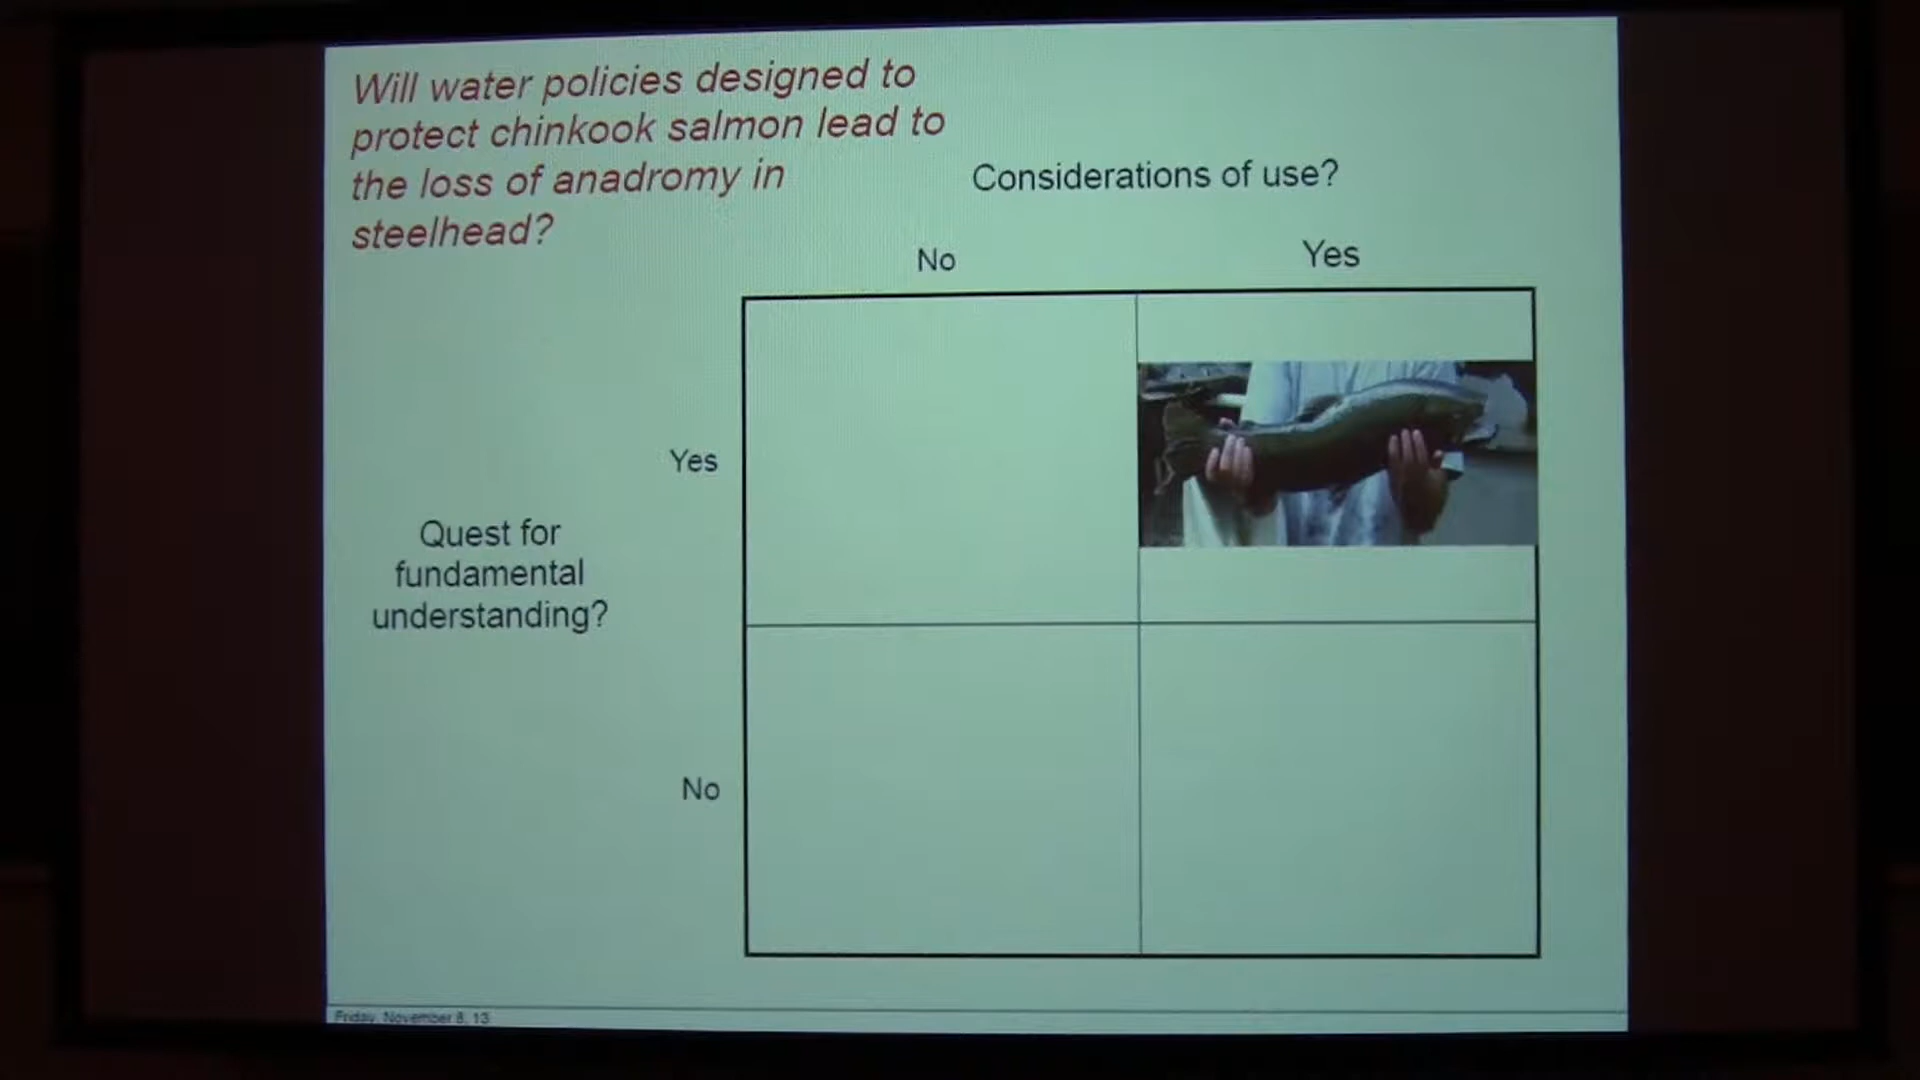 Will water policies designed to
protect chinkook salmon lead to
the loss of anadromy in
steelhead?
Considerations of use?
No
Yes
Yes
Quest for
fundamental
understanding?
No
Friday, November 8, 13